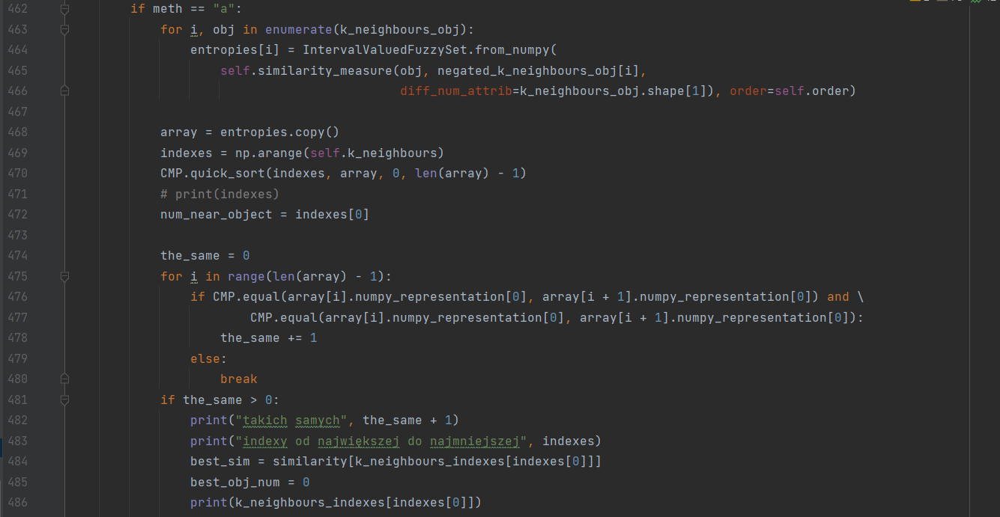 462 if meth == "a":
463 for i, obj in enumerate(k_neighbours_obj):
464 entropies[i] = IntervalValuedFuzzySet.from_numpy(
465 self.similarity_measure(obj, negated_k_neighbours_obj[i],
466 diff_num_attrib=k_neighbours_obj.shape[1]), order=self.order)
467
468 array = entropies.copy()
469 indexes = np.arange(self.k_neighbours)
470 CMP.quick_sort(indexes, array, 0, len(array) - 1)
471 # print(indexes)
472 num_near_object = indexes[0]
473
474 the_same = 0
475 for i in range(len(array) - 1):
476 if CMP.equal(array[i].numpy_representation[0], array[i + 1].numpy_representation[0]) and \
477 CMP.equal(array[i].numpy_representation[0], array[i + 1].numpy_representation[0]):
478 the_same += 1
479 else:
480 break
481 if the_same > 0:
482 print("takich samych", the_same + 1)
483 print("indexy od największej do najmniejszej", indexes)
484 best_sim = similarity[k_neighbours_indexes[indexes[0]]]
485 best_obj_num = 0
486 print(k_neighbours_indexes[indexes[0]])